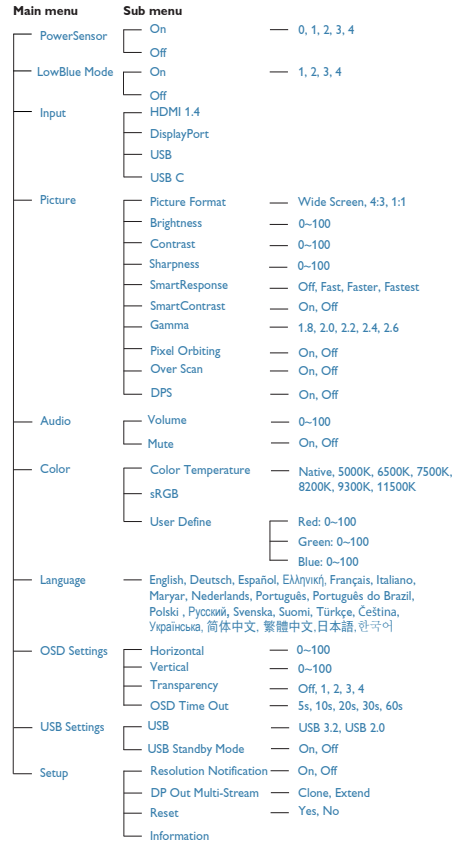 Main menu Sub menu
PowerSensor On 0, 1, 2, 3, 4
Off
LowBlue Mode On 1, 2, 3, 4
Off
Input HDMI 1.4
DisplayPort
USB
USB C
Picture Picture Format Wide Screen, 4:3, 1:1
Brightness 0~100
Contrast 0~100
Sharpness 0~100
SmartResponse Off, Fast, Faster, Fastest
SmartContrast On, Off
Gamma 1.8, 2.0, 2.2, 2.4, 2.6
Pixel Orbiting On, Off
Over Scan On, Off
DPS On, Off
Audio Volume 0~100
Mute On, Off
Color Color Temperature Native, 5000K, 6500K, 7500K,
8200K, 9300K, 11500K
sRGB
User Define Red: 0~100
Green: 0~100
Blue: 0~100
Language English, Deutsch, Español, Ελληνική, Français, Italiano,
Maryar, Nederlands, Português, Português do Brazil,
Polski , Русский, Svenska, Suomi, Türkçe, Čeština,
Українська, 简体中文, 繁體中文,日本語,한국어
OSD Settings Horizontal 0~100
Vertical 0~100
Transparency Off, 1, 2, 3, 4
OSD Time Out 5s, 10s, 20s, 30s, 60s
USB Settings USB USB 3.2, USB 2.0
USB Standby Mode On, Off
Setup Resolution Notification On, Off
DP Out Multi-Stream Clone, Extend
Reset Yes, No
Information